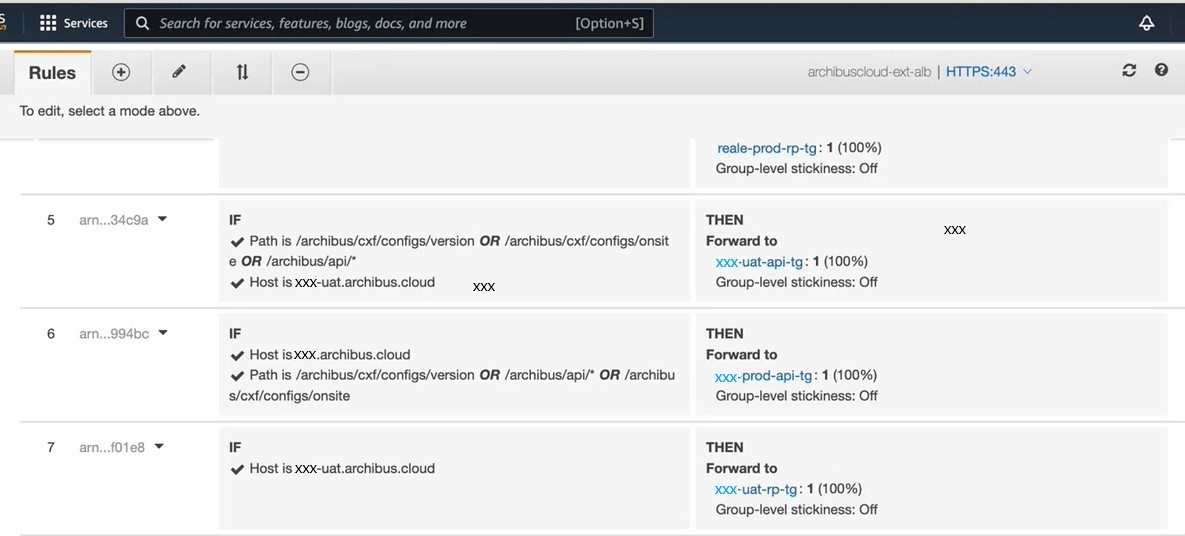 Services Search for services, features, blogs, docs, and more [Option+S]
Rules archibuscloud-ext-alb | HTTPS:443
To edit, select a mode above.
reale-prod-rp-tg: 1 (100%)
Group-level stickiness: Off
5 arn...34c9a
IF
Path is /archibus/cxf/configs/version OR /archibus/cxf/configs/onsit
e OR /archibus/api/*
Host is xxx-uat.archibus.cloud
xxx
THEN
xxx
Forward to
xxx-uat-api-tg: 1 (100%)
Group-level stickiness: Off
6 arn...994bc
IF
Host is xxx.archibus.cloud
Path is /archibus/cxf/configs/version OR /archibus/api/* OR /archibu
s/cxf/configs/onsite
THEN
Forward to
xxx-prod-api-tg: 1 (100%)
Group-level stickiness: Off
7 arn...f01e8
IF
Host is xxx-uat.archibus.cloud
THEN
Forward to
xxx-uat-rp-tg: 1 (100%)
Group-level stickiness: Off